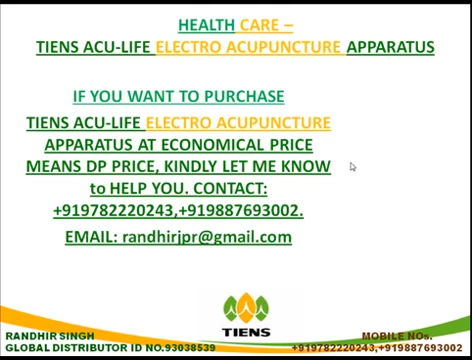 HEALTH CARE –
TIENS ACU-LIFE ELECTRO ACUPUNCTURE APPARATUS
IF YOU WANT TO PURCHASE
TIENS ACU-LIFE ELECTRO ACUPUNCTURE
APPARATUS AT ECONOMICAL PRICE
MEANS DP PRICE, KINDLY LET ME KNOW
to HELP YOU. CONTACT:
+919782220243,+919887693002.
EMAIL: randhirjpr@gmail.com
TIENS
RANDHIR SINGH
GLOBAL DISTRIBUTOR ID NO.93038539
MOBILE NOs.
+919782220243,+919887693002